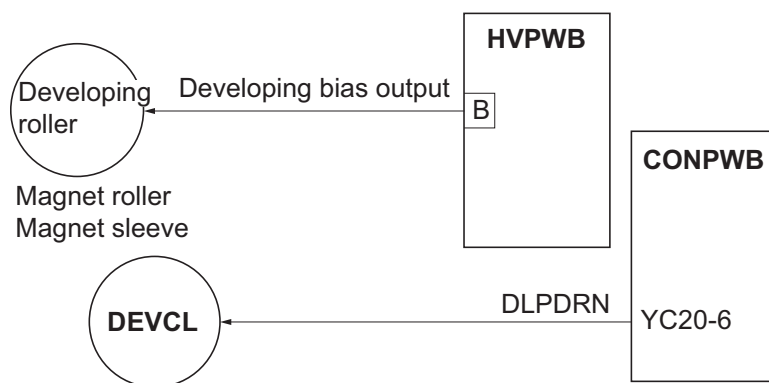 HVPWB
Developing
roller
Developing bias output
B
Magnet roller
Magnet sleeve
CONPWB
DEVCL
DLPDRN
YC20-6